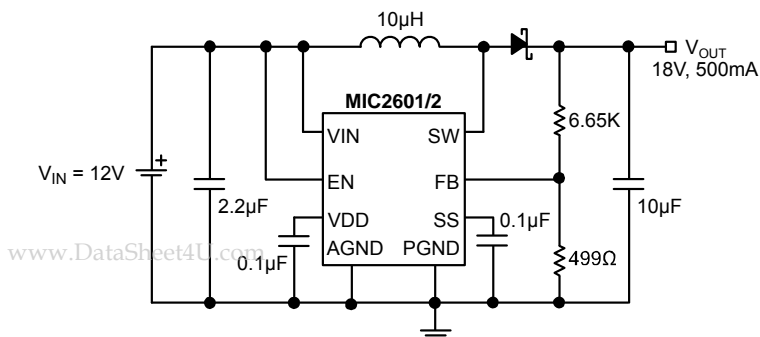 10µH
V_OUT
18V, 500mA
MIC2601/2
6.65K
VIN
SW
V_IN = 12V
+
EN
FB
2.2µF
10µF
VDD
SS
0.1µF
www.DataSheet4U.com
0.1µF
AGND
PGND
499Ω